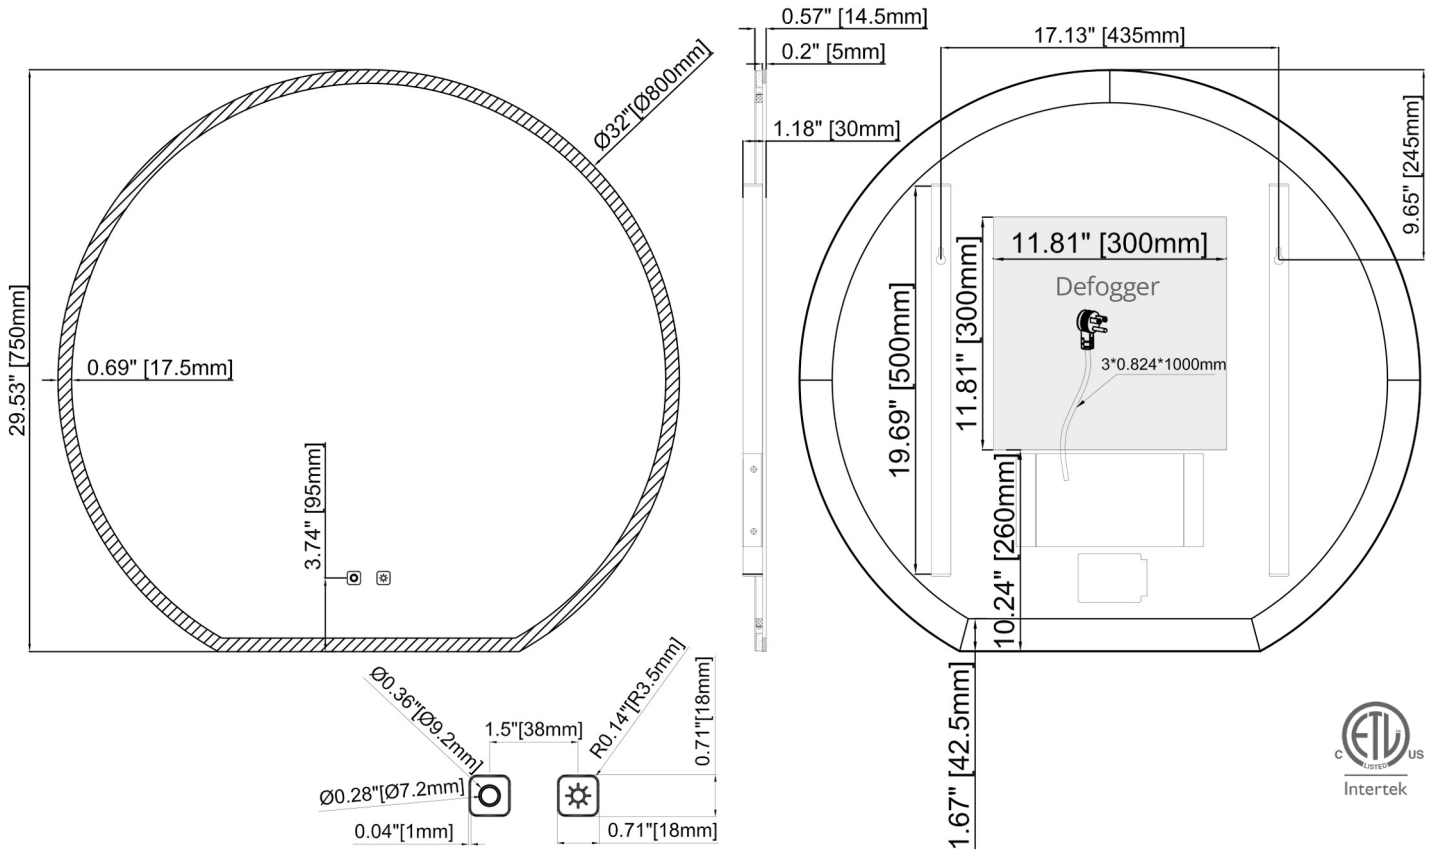 0.57" [14.5mm]
0.2" [5mm]
17.13" [435mm]
Ø32"[Ø800mm]
1.18" [30mm]
9.65" [245mm]
29.53" [750mm]
0.69" [17.5mm]
11.81" [300mm]
Defogger
11.81" [300mm]
19.69" [500mm]
3*0.824*1000mm
3.74" [95mm]
10.24" [260mm]
1.67" [42.5mm]
Ø0.36"[Ø9.2mm]
1.5"[38mm]
R0.14"[R3.5mm]
0.71"[18mm]
Ø0.28"[Ø7.2mm]
0.04"[1mm]
0.71"[18mm]
ETL
C LISTED US
Intertek